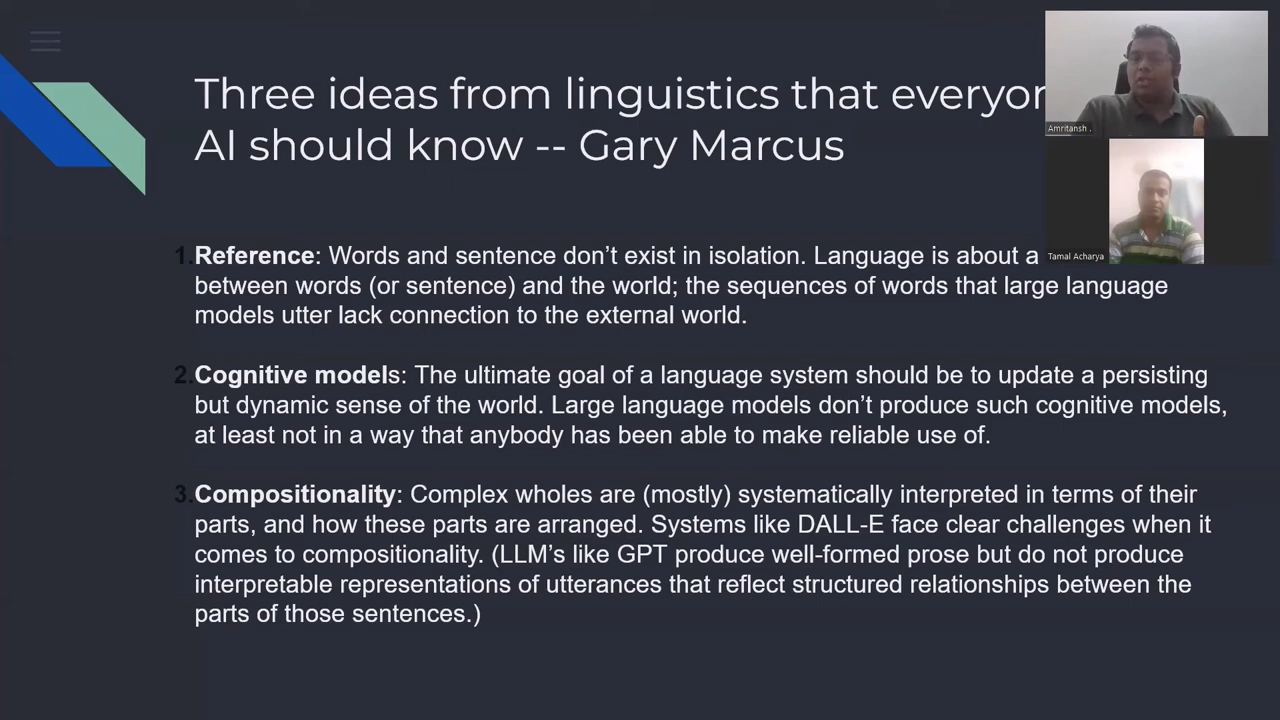 Three ideas from linguistics that everyor
AI should know -- Gary Marcus
Amritansh .
Tamal Acharya
1. Reference: Words and sentence don’t exist in isolation. Language is about a
between words (or sentence) and the world; the sequences of words that large language
models utter lack connection to the external world.
2. Cognitive models: The ultimate goal of a language system should be to update a persisting
but dynamic sense of the world. Large language models don’t produce such cognitive models,
at least not in a way that anybody has been able to make reliable use of.
3. Compositionality: Complex wholes are (mostly) systematically interpreted in terms of their
parts, and how these parts are arranged. Systems like DALL-E face clear challenges when it
comes to compositionality. (LLM’s like GPT produce well-formed prose but do not produce
interpretable representations of utterances that reflect structured relationships between the
parts of those sentences.)